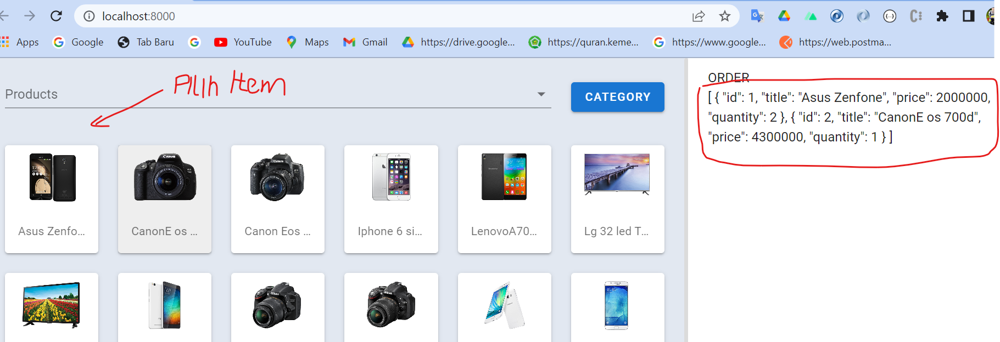 localhost:8000
Apps Google Tab Baru YouTube Maps Gmail https://drive.google... https://quran.keme... https://www.google... https://web.postma...
Pilih Item
Products
CATEGORY
Asus Zenfo...
CanonE os ...
Canon Eos ...
Iphone 6 si...
LenovoA70...
Lg 32 led T...
ORDER
[ { "id": 1, "title": "Asus Zenfone", "price": 2000000,
"quantity": 2 }, { "id": 2, "title": "CanonE os 700d",
"price": 4300000, "quantity": 1 } ]